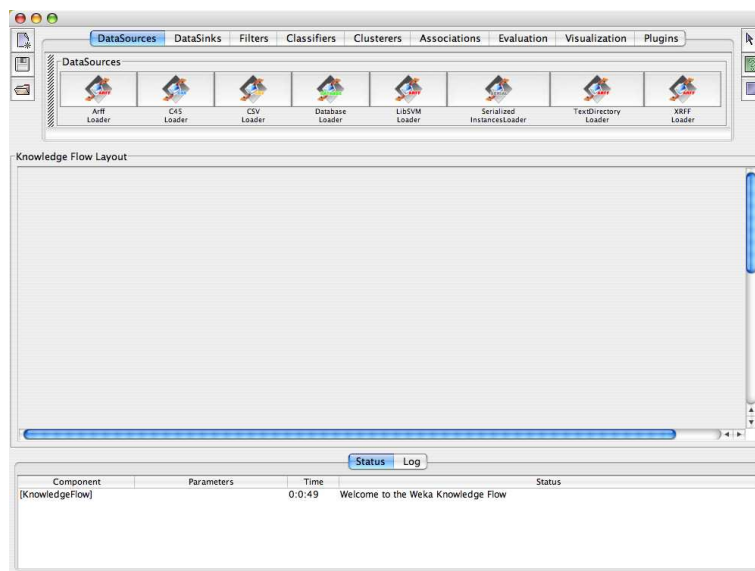 DataSources DataSinks Filters Classifiers Clusterers Associations Evaluation Visualization Plugins
DataSources
Arff Loader
C45 Loader
CSV Loader
Database Loader
LibSVM Loader
Serialized InstancesLoader
TextDirectory Loader
XRFF Loader
Knowledge Flow Layout
Status Log
Component Parameters Time Status
[KnowledgeFlow] 0:0:49 Welcome to the Weka Knowledge Flow